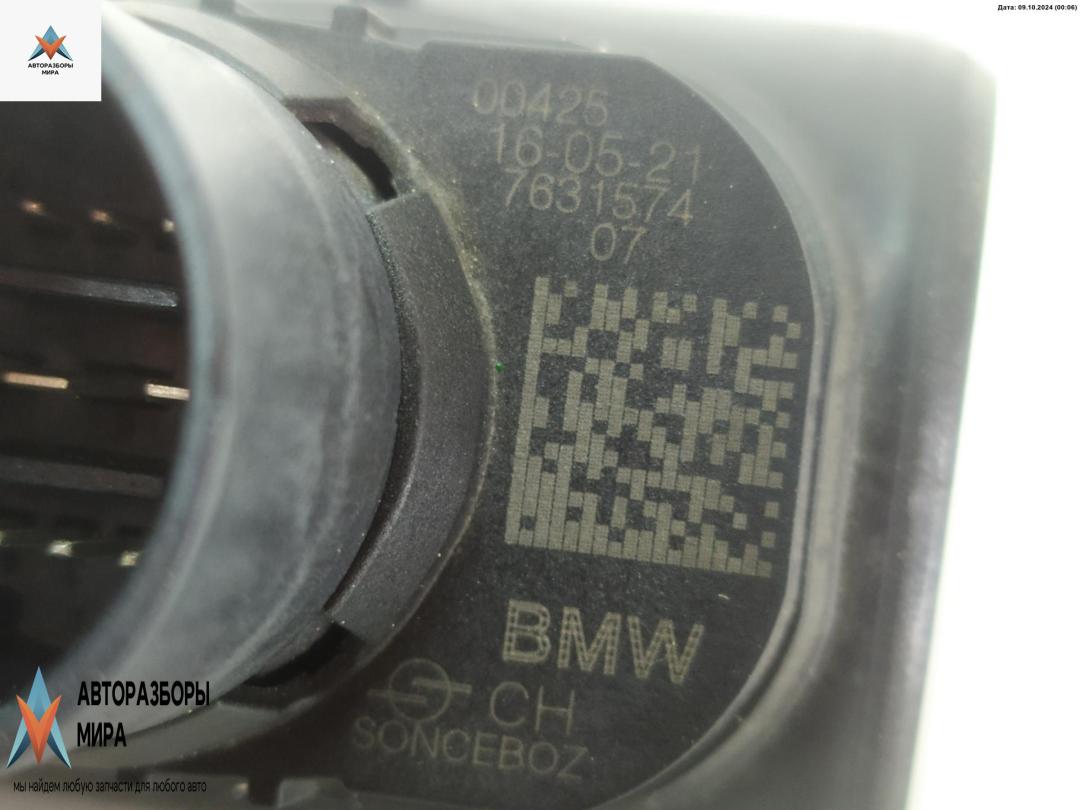 Дата: 09.10.2024 (00:06)
АВТОРАЗБОРЫ
МИРА
00425
16-05-21
7631574
07
BMW
CH
SONCEBOZ
АВТОРАЗБОРЫ
МИРА
мы найдем любую запчасти для любого авто